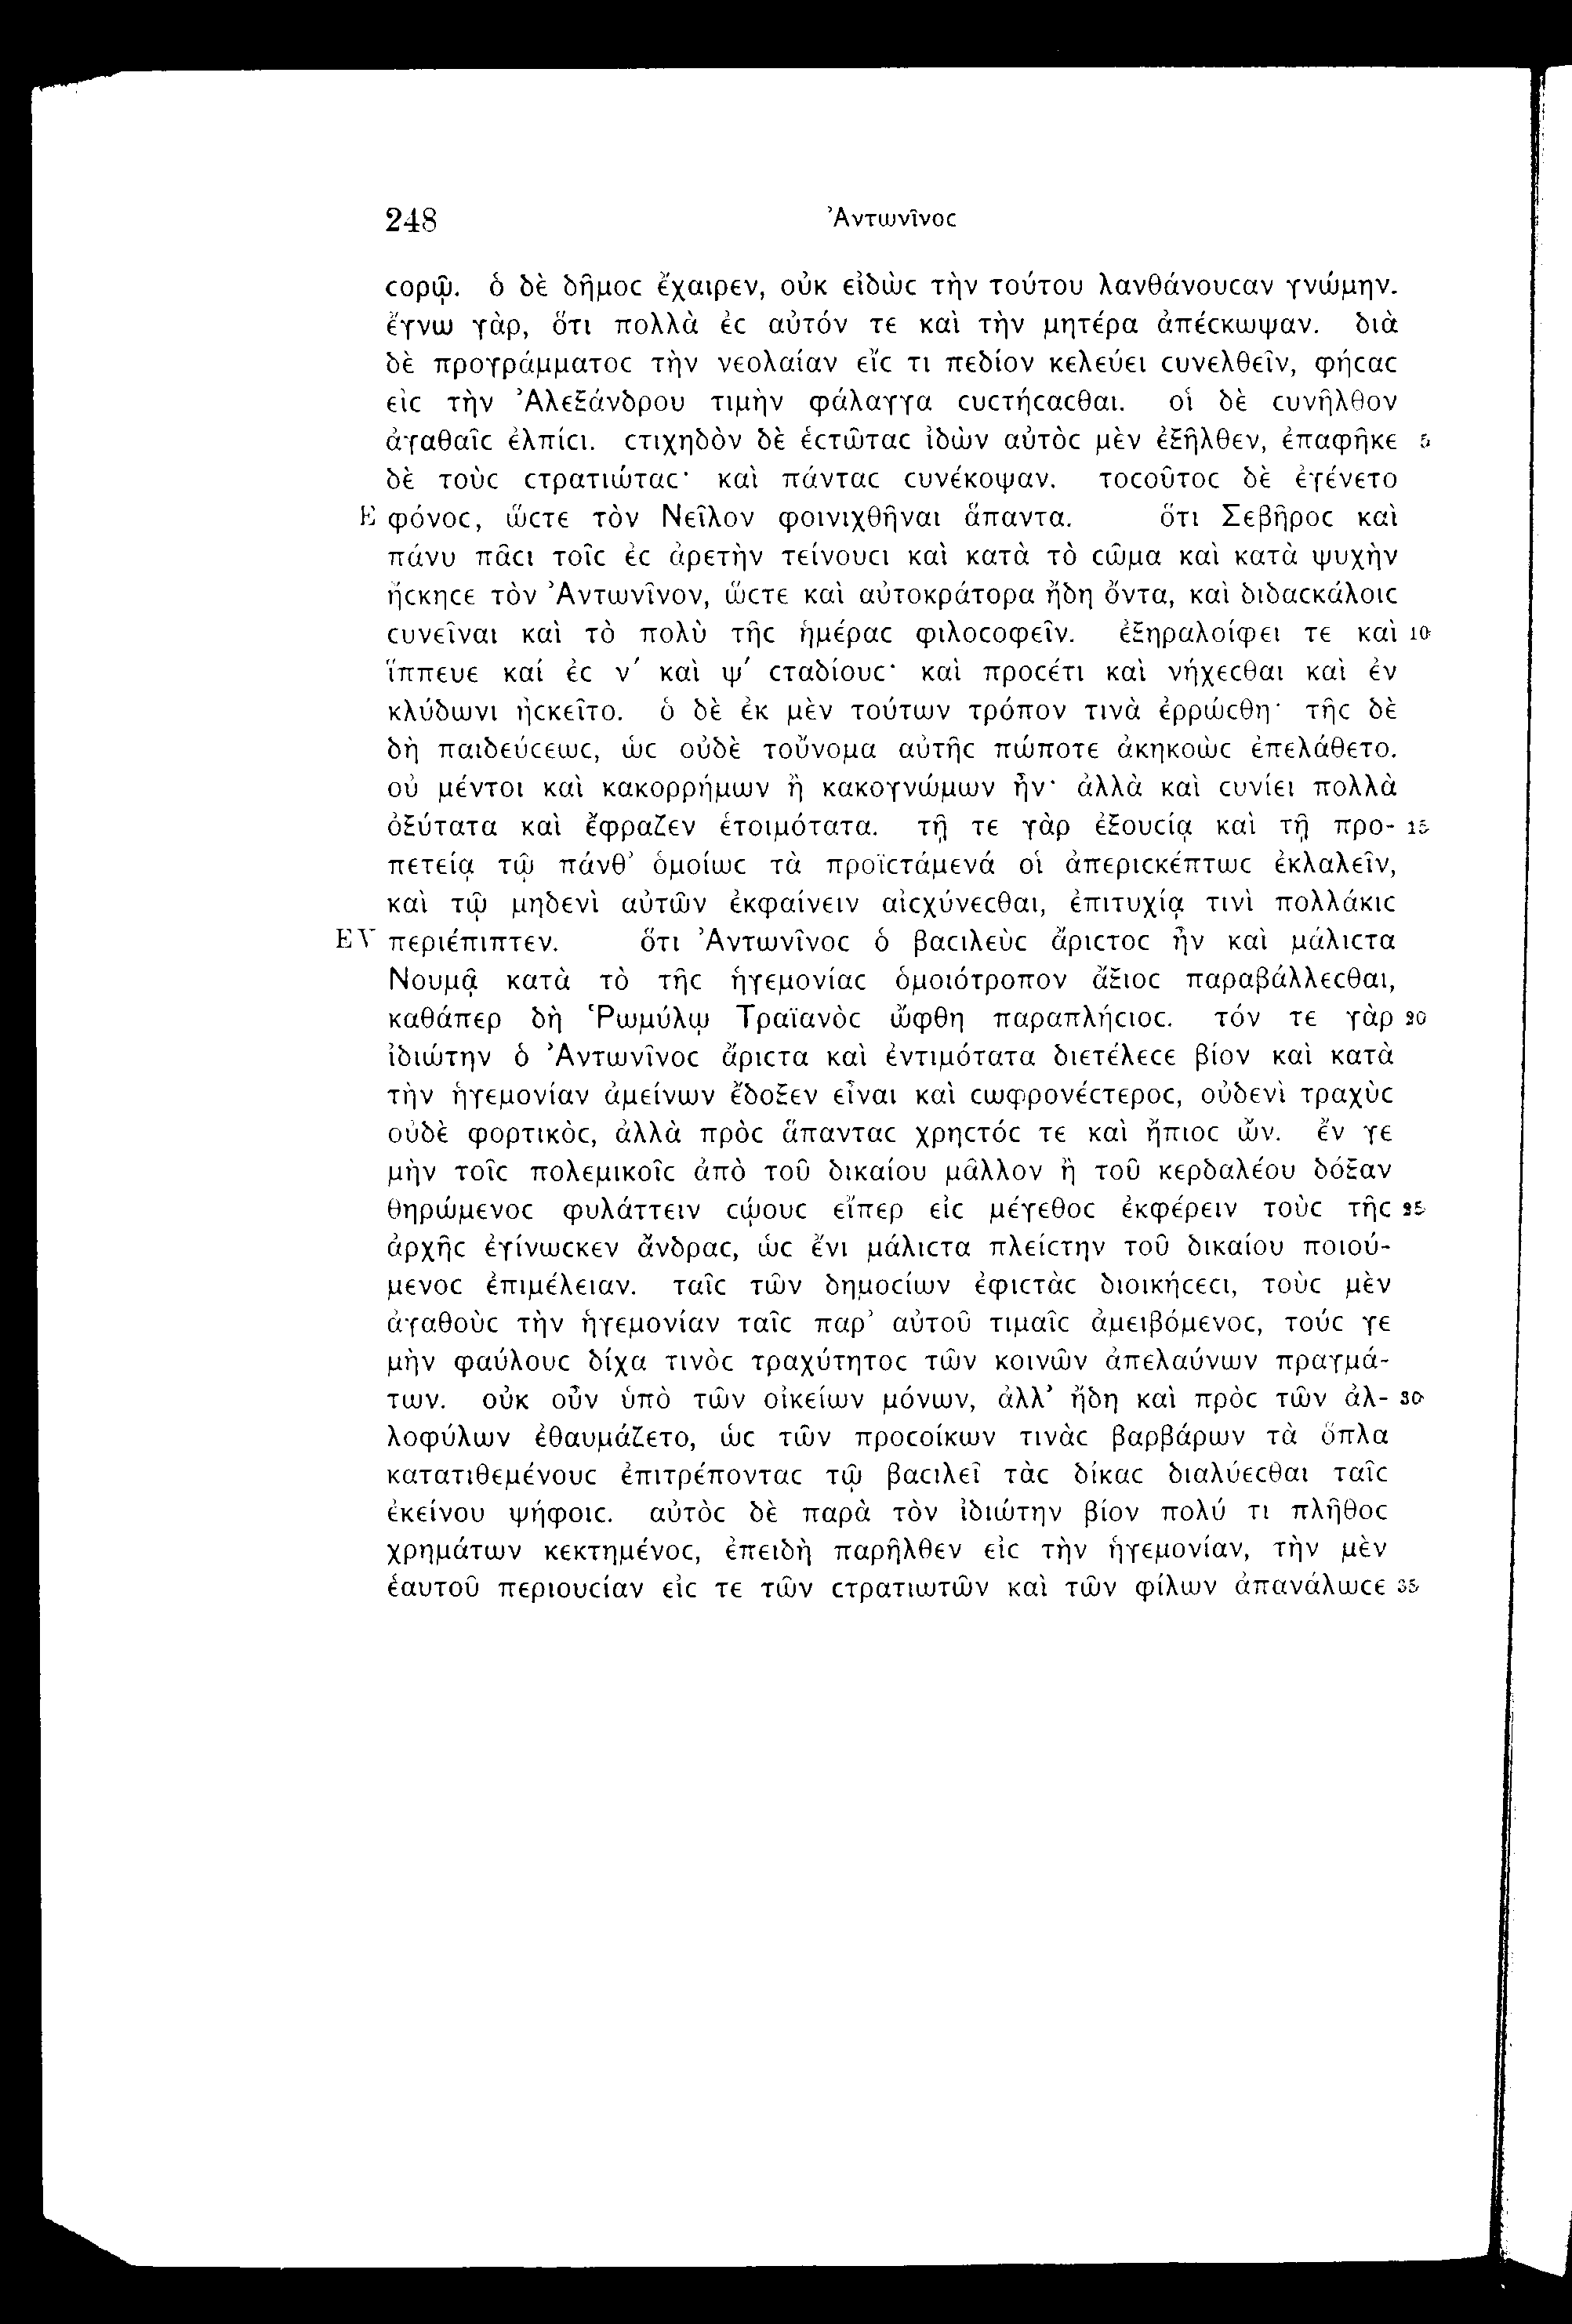 248 Ἀντωνῖνοϲ
ϲορῷ. ὁ δὲ δῆμοϲ ἔχαιρεν, οὐκ εἰδὼϲ τὴν τούτου λανθάνουϲαν γνώμην.
ἔγνω γὰρ, ὅτι πολλὰ ἐϲ αὐτόν τε καὶ τὴν μητέρα ἀπέϲκωψαν. διὰ
δὲ προγράμματοϲ τὴν νεολαίαν εἴϲ τι πεδίον κελεύει ϲυνελθεῖν, φήϲαϲ
εἰϲ τὴν Ἀλεξάνδρου τιμὴν φάλαγγα ϲυϲτήϲαϲθαι. οἱ δὲ ϲυνῆλθον
ἀγαθαῖϲ ἐλπίϲι. ϲτιχηδὸν δὲ ἑϲτῶταϲ ἰδὼν αὐτὸϲ μὲν ἐξῆλθεν, ἐπαφῆκε 5
δὲ τοὺϲ ϲτρατιώταϲ· καὶ πάνταϲ ϲυνέκοψαν. τοϲοῦτοϲ δὲ ἐγένετο
E φόνοϲ, ὥϲτε τὸν Νεῖλον φοινιχθῆναι ἅπαντα. ὅτι Σεβῆροϲ καὶ
πάνυ πᾶϲι τοῖϲ ἐϲ ἀρετὴν τείνουϲι καὶ κατὰ τὸ ϲῶμα καὶ κατὰ ψυχὴν
ἤϲκηϲε τὸν Ἀντωνῖνον, ὥϲτε καὶ αὐτοκράτορα ἤδη ὄντα, καὶ διδαϲκάλοιϲ
ϲυνεῖναι καὶ τὸ πολὺ τῆϲ ἡμέραϲ φιλοϲοφεῖν. ἐξηραλοίφει τε καὶ 10
ἵππευε καί ἐϲ ν΄ καὶ ψ΄ ϲταδίουϲ· καὶ προϲέτι καὶ νήχεϲθαι καὶ ἐν
κλύδωνι ἠϲκεῖτο. ὁ δὲ ἐκ μὲν τούτων τρόπον τινὰ ἐρρώϲθη· τῆϲ δὲ
δὴ παιδεύϲεωϲ, ὡϲ οὐδὲ τοὔνομα αὐτῆϲ πώποτε ἀκηκοὼϲ ἐπελάθετο.
οὐ μέντοι καὶ κακορρήμων ἢ κακογνώμων ἦν· ἀλλὰ καὶ ϲυνίει πολλὰ
ὀξύτατα καὶ ἔφραζεν ἑτοιμότατα. τῇ τε γὰρ ἐξουϲίᾳ καὶ τῇ προ- 15
πετείᾳ τῷ πάνθ’ ὁμοίωϲ τὰ προϊϲτάμενά οἱ ἀπεριϲκέπτωϲ ἐκλαλεῖν,
καὶ τῷ μηδενὶ αὐτῶν ἐκφαίνειν αἰϲχύνεϲθαι, ἐπιτυχίᾳ τινὶ πολλάκιϲ
EV περιέπιπτεν. ὅτι Ἀντωνῖνοϲ ὁ βαϲιλεὺϲ ἄριϲτοϲ ἦν καὶ μάλιϲτα
Νουμᾷ κατὰ τὸ τῆϲ ἡγεμονίαϲ ὁμοιότροπον ἄξιοϲ παραβάλλεϲθαι,
καθάπερ δὴ Ῥωμύλῳ Τραϊανὸϲ ὤφθη παραπλήϲιοϲ. τόν τε γὰρ 20
ἰδιώτην ὁ Ἀντωνῖνοϲ ἄριϲτα καὶ ἐντιμότατα διετέλεϲε βίον καὶ κατὰ
τὴν ἡγεμονίαν ἀμείνων ἔδοξεν εἶναι καὶ ϲωφρονέϲτεροϲ, οὐδενὶ τραχὺϲ
οὐδὲ φορτικὸϲ, ἀλλὰ πρὸϲ ἅπανταϲ χρηϲτόϲ τε καὶ ἤπιοϲ ὤν. ἔν γε
μὴν τοῖϲ πολεμικοῖϲ ἀπὸ τοῦ δικαίου μᾶλλον ἢ τοῦ κερδαλέου δόξαν
θηρώμενοϲ φυλάττειν ϲῴουϲ εἴπερ εἰϲ μέγεθοϲ ἐκφέρειν τοὺϲ τῆϲ 25
ἀρχῆϲ ἐγίνωϲκεν ἄνδραϲ, ὡϲ ἔνι μάλιϲτα πλείϲτην τοῦ δικαίου ποιού-
μενοϲ ἐπιμέλειαν. ταῖϲ τῶν δημοϲίων ἐφιϲτὰϲ διοικήϲεϲι, τοὺϲ μὲν
ἀγαθοὺϲ τὴν ἡγεμονίαν ταῖϲ παρ’ αὐτοῦ τιμαῖϲ ἀμειβόμενοϲ, τούϲ γε
μὴν φαύλουϲ δίχα τινὸϲ τραχύτητοϲ τῶν κοινῶν ἀπελαύνων πραγμά-
των. οὐκ οὖν ὑπὸ τῶν οἰκείων μόνων, ἀλλ’ ἤδη καὶ πρὸϲ τῶν ἀλ- 30
λοφύλων ἐθαυμάζετο, ὡϲ τῶν προϲοίκων τινὰϲ βαρβάρων τὰ ὅπλα
κατατιθεμένουϲ ἐπιτρέπονταϲ τῷ βαϲιλεῖ τὰϲ δίκαϲ διαλύεϲθαι ταῖϲ
ἐκείνου ψήφοιϲ. αὐτὸϲ δὲ παρὰ τὸν ἰδιώτην βίον πολύ τι πλῆθοϲ
χρημάτων κεκτημένοϲ, ἐπειδὴ παρῆλθεν εἰϲ τὴν ἡγεμονίαν, τὴν μὲν
ἑαυτοῦ περιουϲίαν εἰϲ τε τῶν ϲτρατιωτῶν καὶ τῶν φίλων ἀπανάλωϲε 35